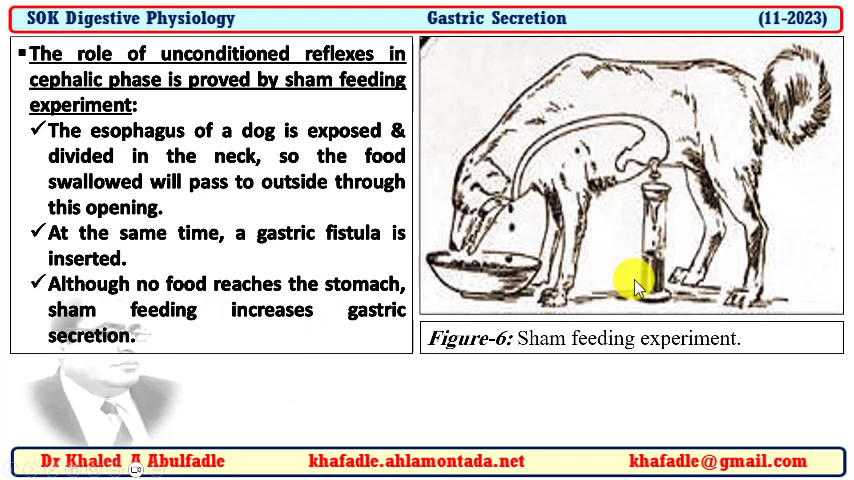 SOK Digestive Physiology Gastric Secretion (11-2023)
▪The role of unconditioned reflexes in
cephalic phase is proved by sham feeding
experiment:
✓The esophagus of a dog is exposed &
divided in the neck, so the food
swallowed will pass to outside through
this opening.
✓At the same time, a gastric fistula is
inserted.
✓Although no food reaches the stomach,
sham feeding increases gastric
secretion.
Figure-6: Sham feeding experiment.
Dr Khaled A Abulfadle khafadle.ahlamontada.net khafadle@gmail.com